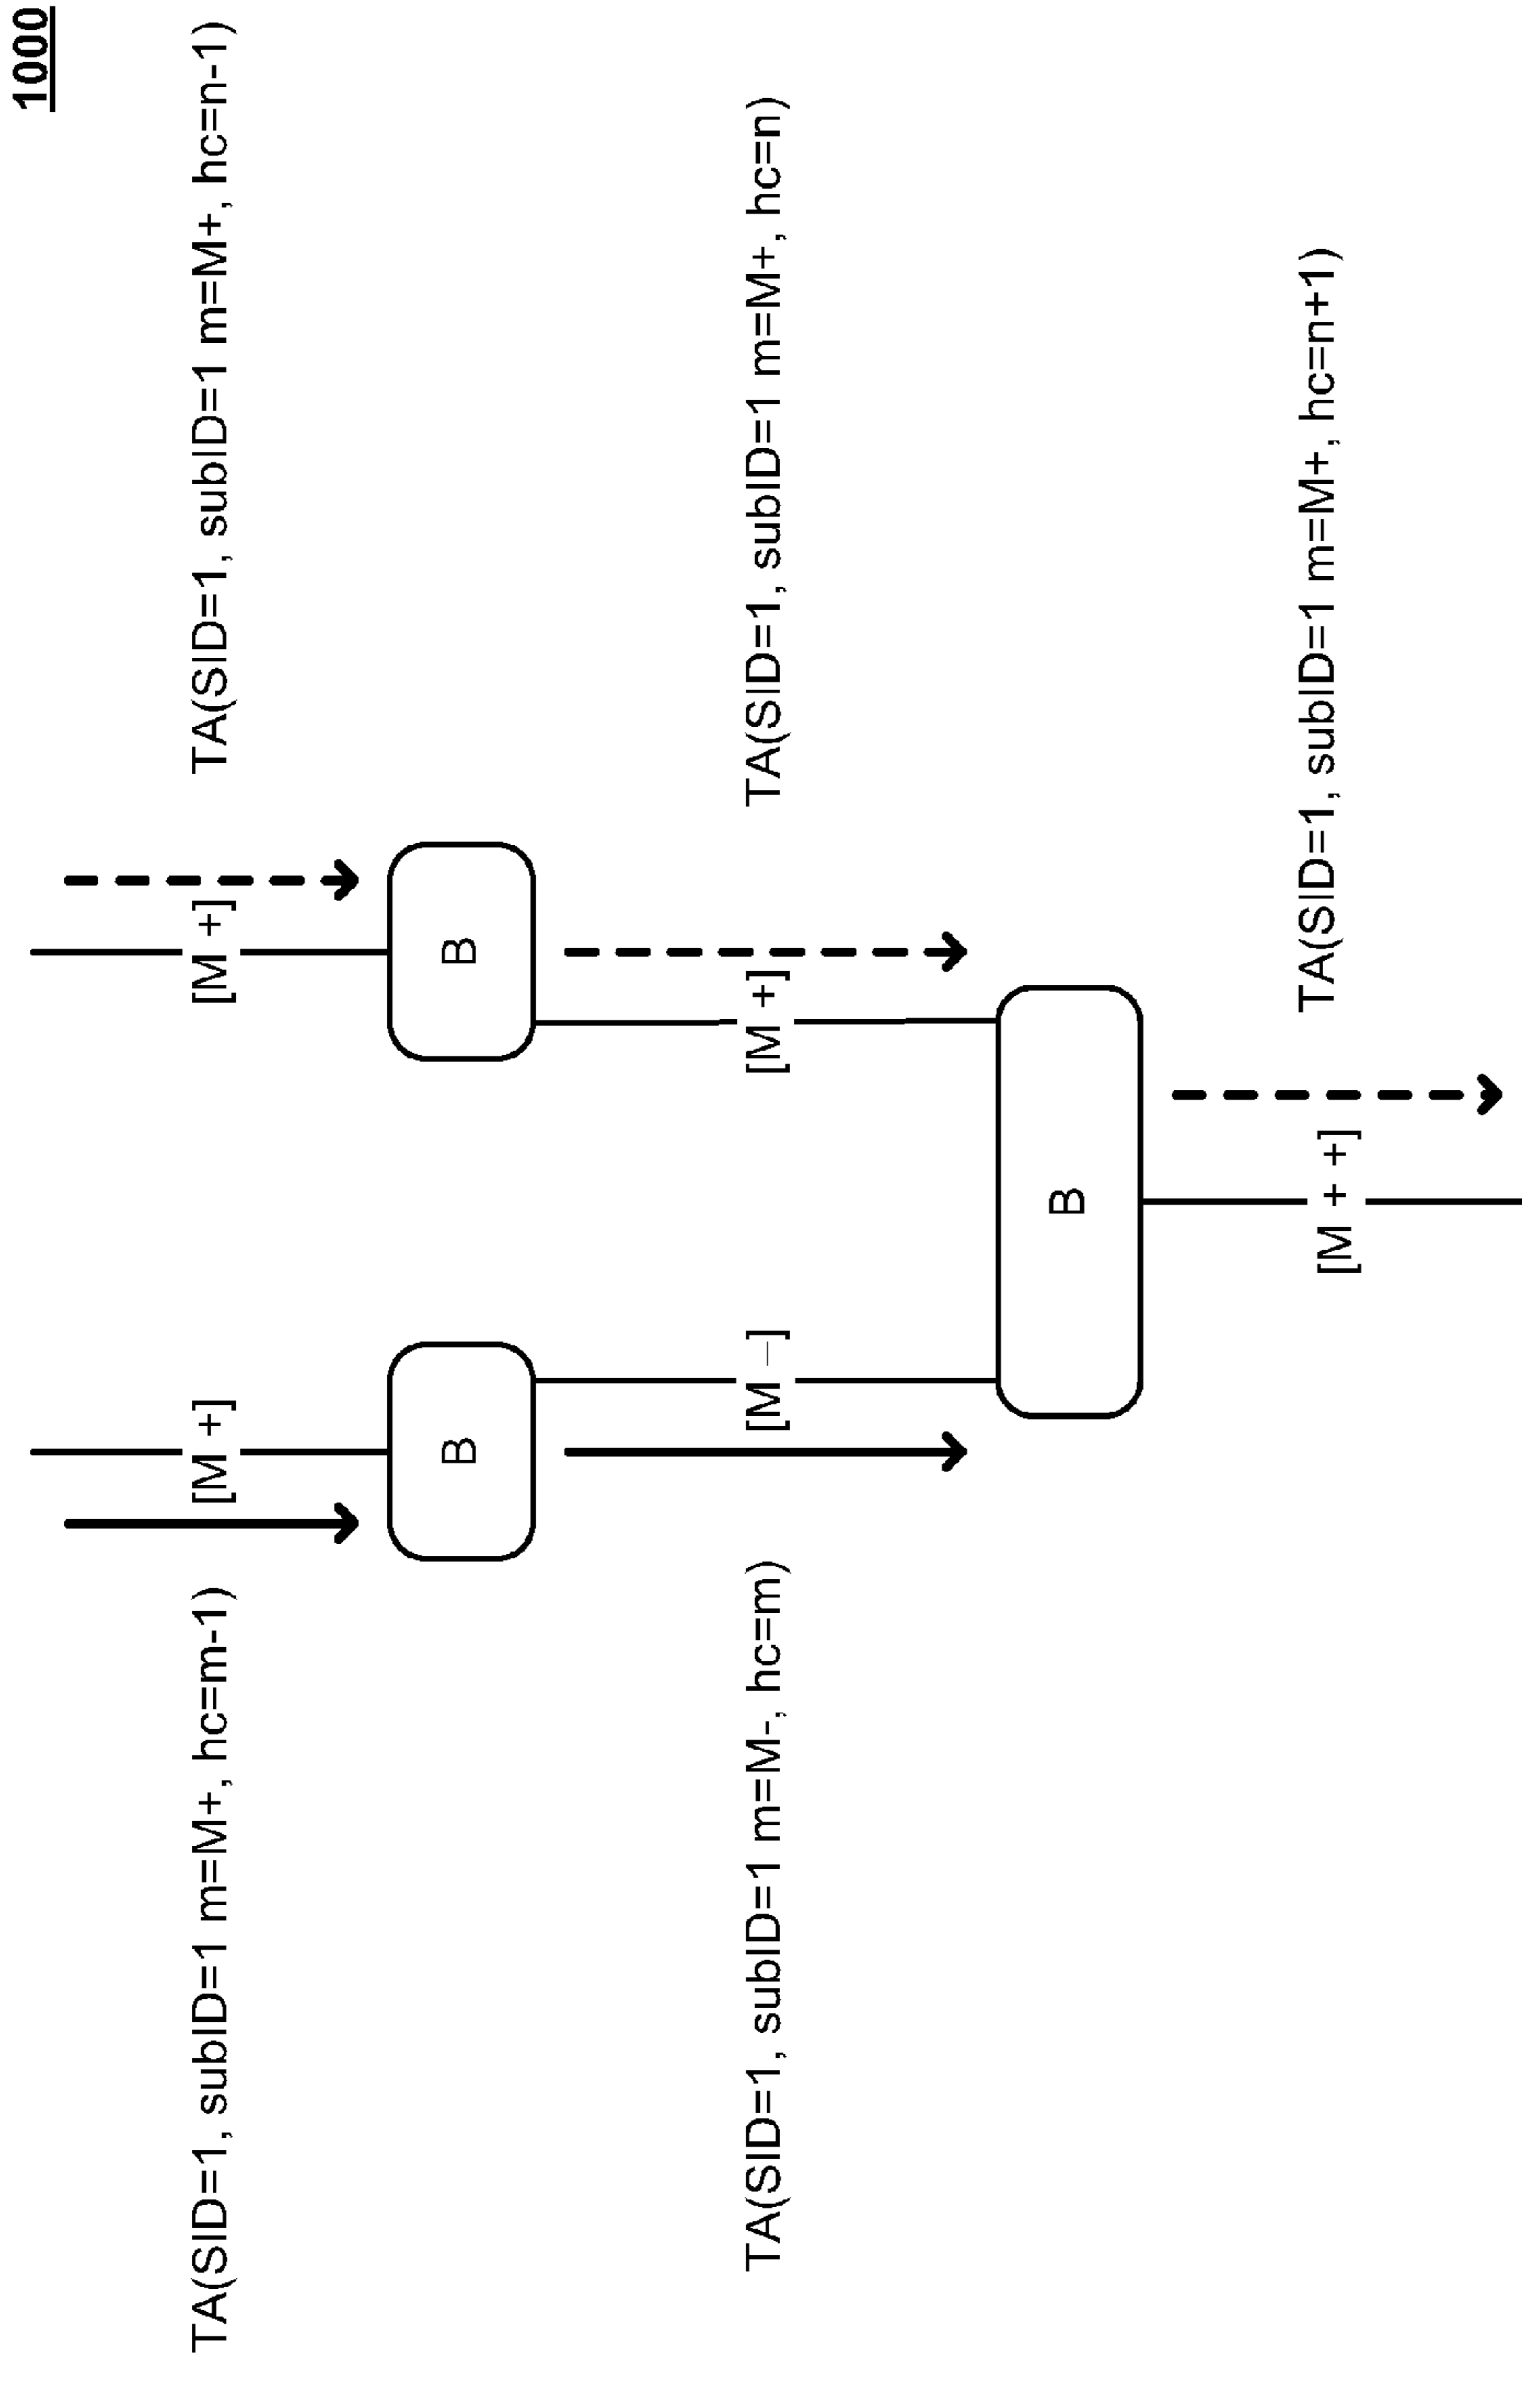 1000
TA(SID=1, subID=1 m=M+, hc=m-1)
[M +]
[M +]
TA(SID=1, subID=1 m=M+, hc=n-1)
B
B
TA(SID=1, subID=1 m=M-, hc=m)
[M –]
[M +]
TA(SID=1, subID=1 m=M+, hc=n)
B
[M + +]
TA(SID=1, subID=1 m=M+, hc=n+1)